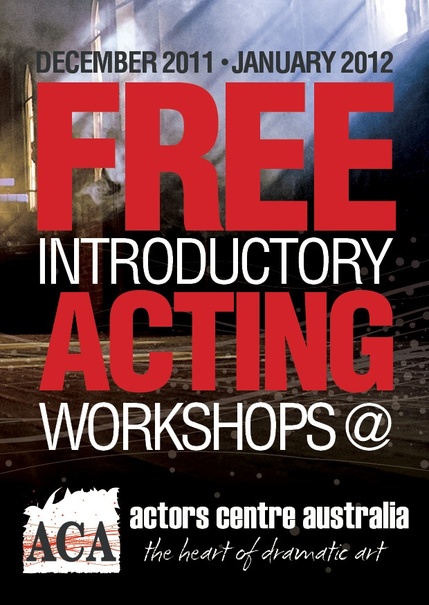 DECEMBER 2011 • JANUARY 2012
FREE
INTRODUCTORY
ACTING
WORKSHOPS @
ACA
actors centre australia
the heart of dramatic art